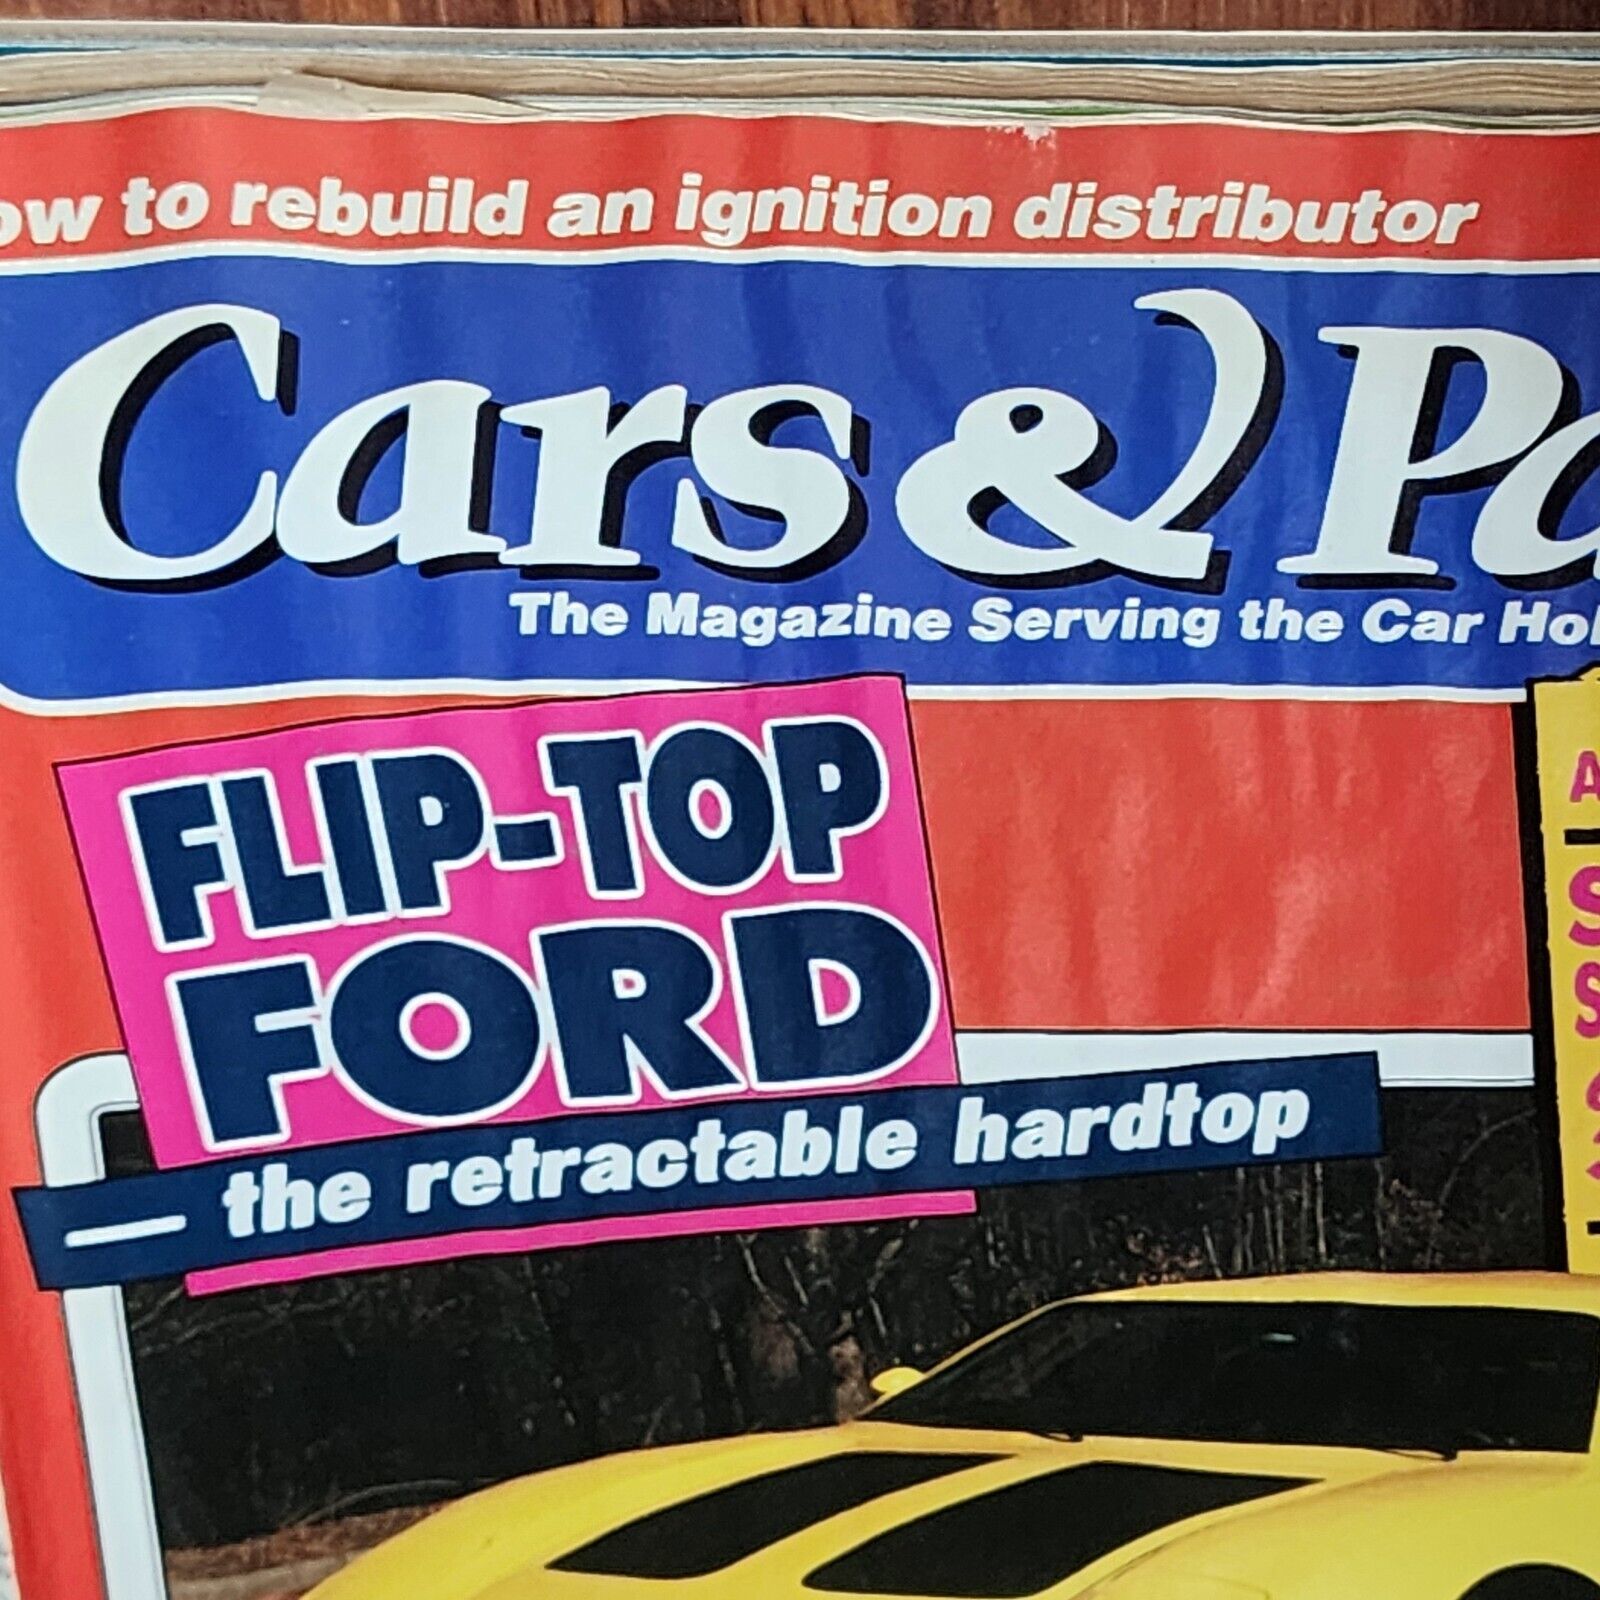 ow to rebuild an ignition distributor
Cars & Pa
The Magazine Serving the Car Hob
FLIP-TOP
FORD
— the retractable hardtop
A
S
S